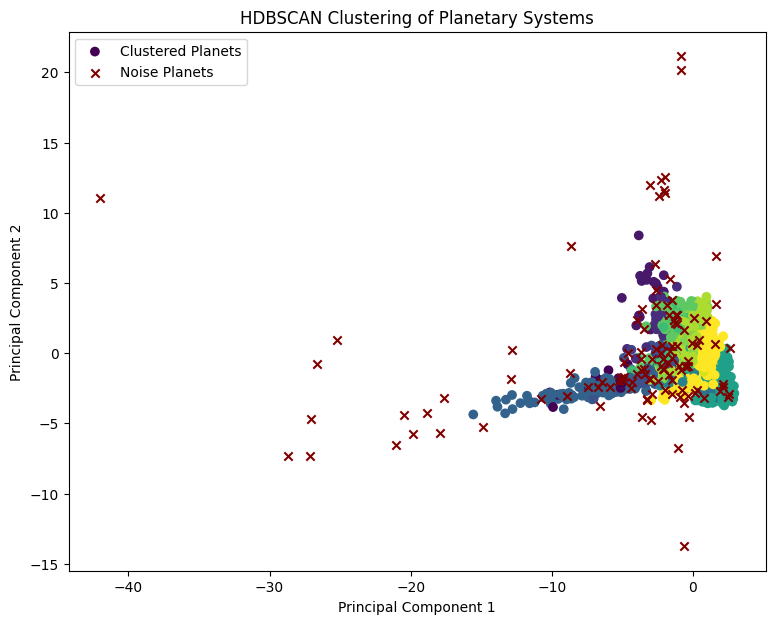 HDBSCAN Clustering of Planetary Systems
Clustered Planets
Noise Planets
20
15
10
5
0
−5
−10
−15
Principal Component 2
−40
−30
−20
−10
0
Principal Component 1